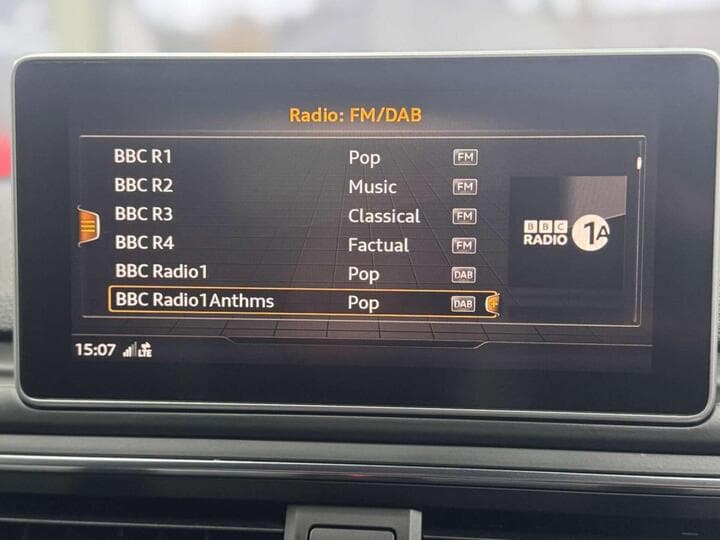 Radio: FM/DAB
BBC R1 Pop FM
BBC R2 Music FM
BBC R3 Classical FM
BBC R4 Factual FM
BBC Radio1 Pop DAB
BBC Radio1Anthms Pop DAB
BBC
RADIO 1A
15:07 LTE